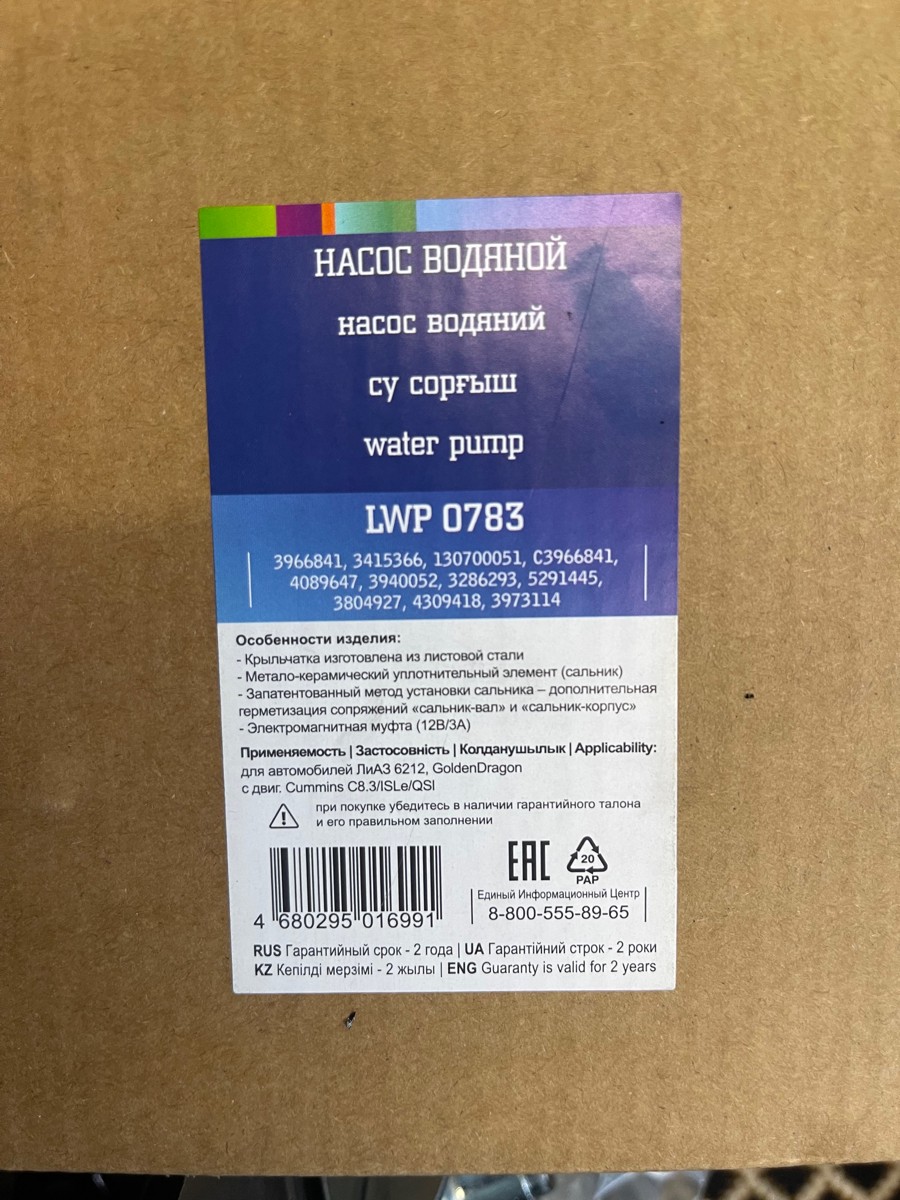 НАСОС ВОДЯНОЙ
насос водяний
су сорғыш
water pump
LWP 0783
3966841, 3415366, 130700051, C3966841,
4089647, 3940052, 3286293, 5291445,
3804927, 4309418, 3973114
Особенности изделия:
- Крыльчатка изготовлена из листовой стали
- Метало-керамический уплотнительный элемент (сальник)
- Запатентованный метод установки сальника – дополнительная
герметизация сопряжений «сальник-вал» и «сальник-корпус»
- Электромагнитная муфта (12В/3А)
Применяемость | Застосовність | Колданушылык | Applicability:
для автомобилей ЛиАЗ 6212, GoldenDragon
с двиг. Cummins C8.3/ISLe/QSI
при покупке убедитесь в наличии гарантийного талона
и его правильном заполнении
EAC
20
PAP
Единый Информационный Центр
8-800-555-89-65
4 680295 016991
RUS Гарантийный срок - 2 года | UA Гарантійний строк - 2 роки
KZ Кепілді мерзімі - 2 жылы | ENG Guaranty is valid for 2 years